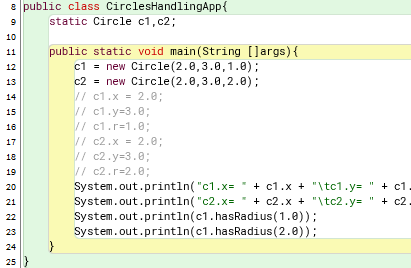 8 public class CirclesHandlingApp{
9 static Circle c1,c2;
10
11 public static void main(String []args){
12 c1 = new Circle(2.0,3.0,1.0);
13 c2 = new Circle(2.0,3.0,2.0);
14 // c1.x = 2.0;
15 // c1.y=3.0;
16 // c1.r=1.0;
17 // c2.x = 2.0;
18 // c2.y=3.0;
19 // c2.r=2.0;
20 System.out.println("c1.x= " + c1.x + "\tc1.y= " + c1.
21 System.out.println("c2.x= " + c2.x + "\tc2.y= " + c2.
22 System.out.println(c1.hasRadius(1.0));
23 System.out.println(c1.hasRadius(2.0));
24 }
25 }